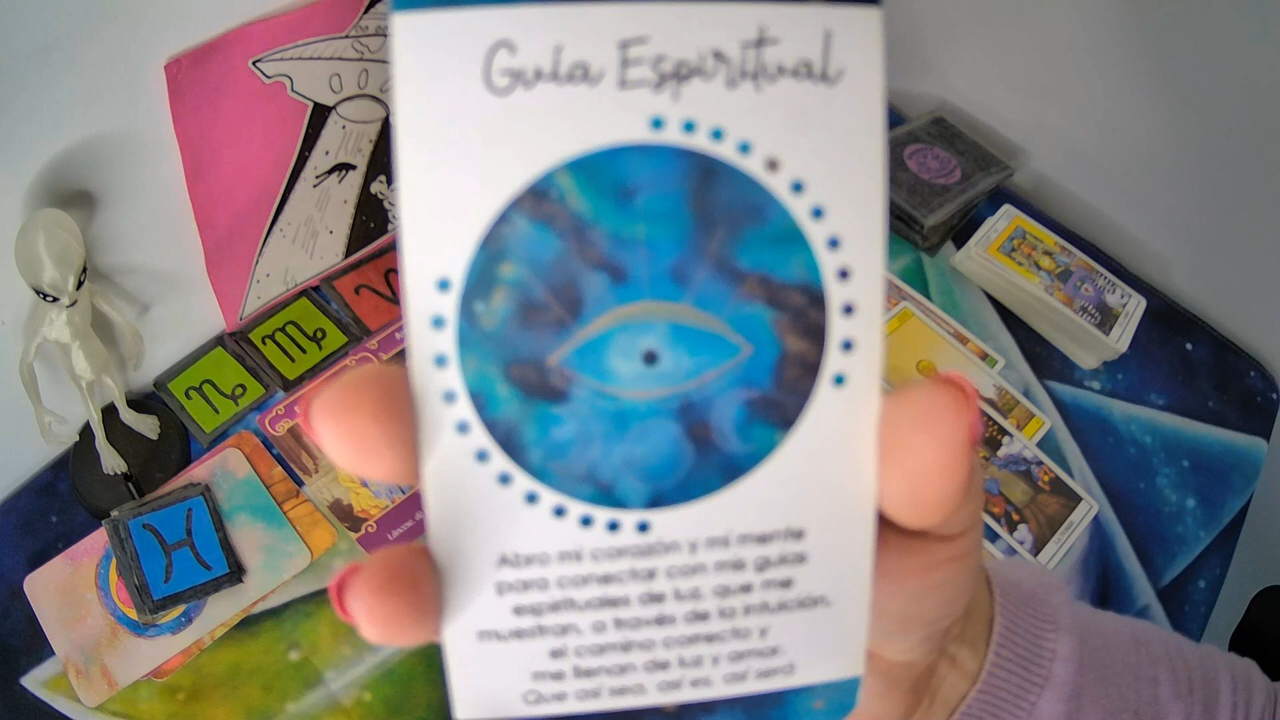 Guía Espiritual
Abro mi corazón y mi mente
para conectar con mis guías
espirituales de luz, que me
muestran, a través de la intuición,
el camino correcto y
me llenan de luz y amor.
Que así sea, así es, así será